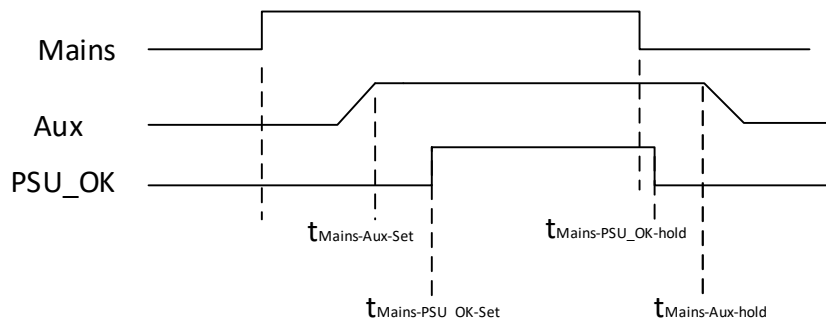 Mains
Aux
PSU_OK
tMains-Aux-Set
tMains-PSU_OK-hold
tMains-PSU_OK-Set
tMains-Aux-hold